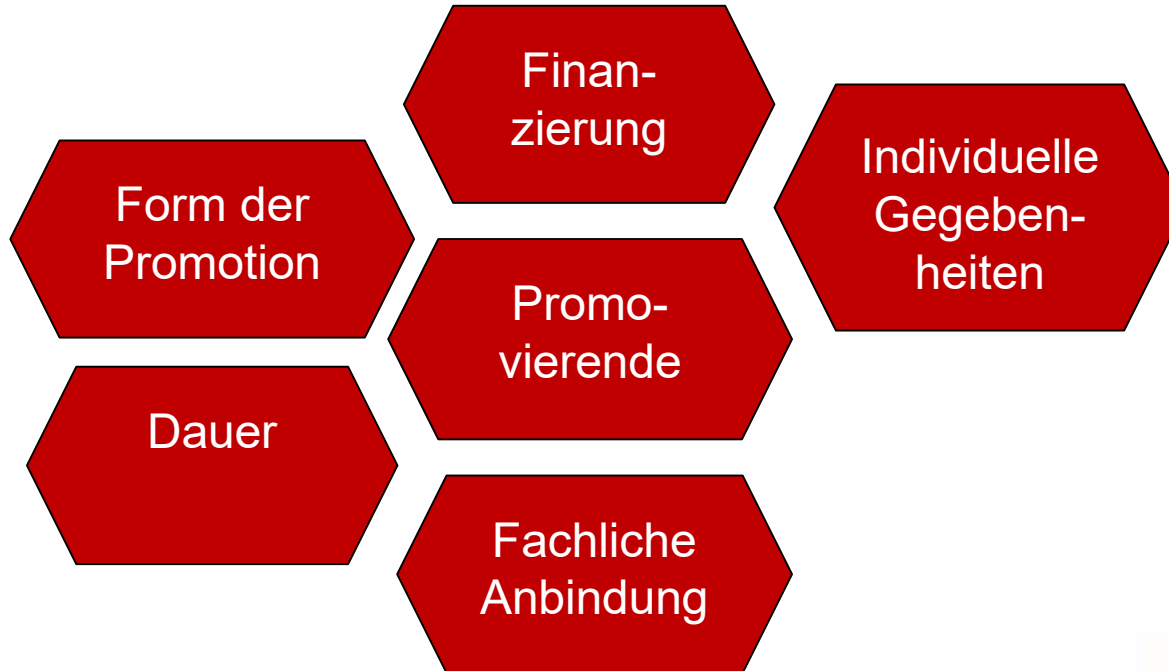 Finan-
zierung
Individuelle
Gegeben-
heiten
Form der
Promotion
Promo-
vierende
Dauer
Fachliche
Anbindung